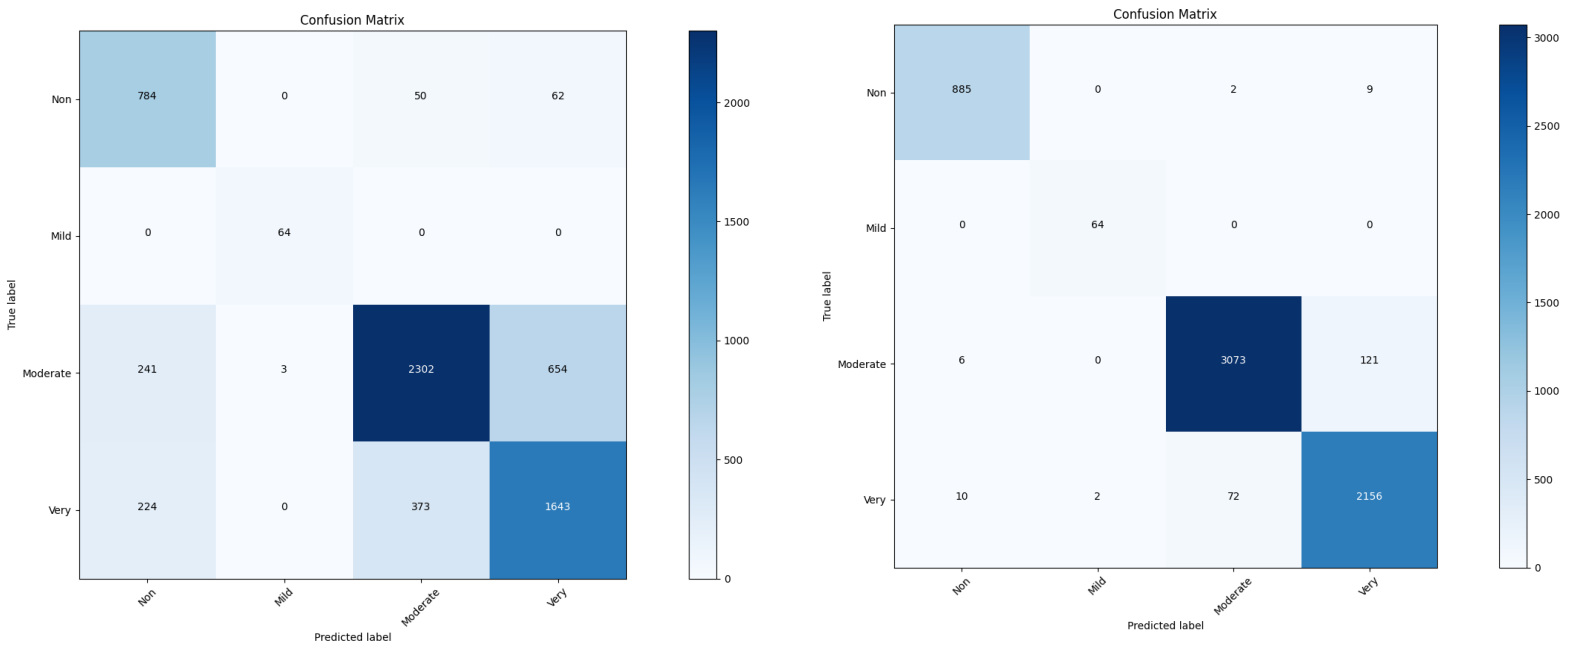 Confusion Matrix
Non 784 0 50 62
Mild 0 64 0 0
Moderate 241 3 2302 654
Very 224 0 373 1643
True label
Non Mild Moderate Very
Predicted label
2000
1500
1000
500
0
Confusion Matrix
Non 885 0 2 9
Mild 0 64 0 0
Moderate 6 0 3073 121
Very 10 2 72 2156
True label
Non Mild Moderate Very
Predicted label
3000
2500
2000
1500
1000
500
0